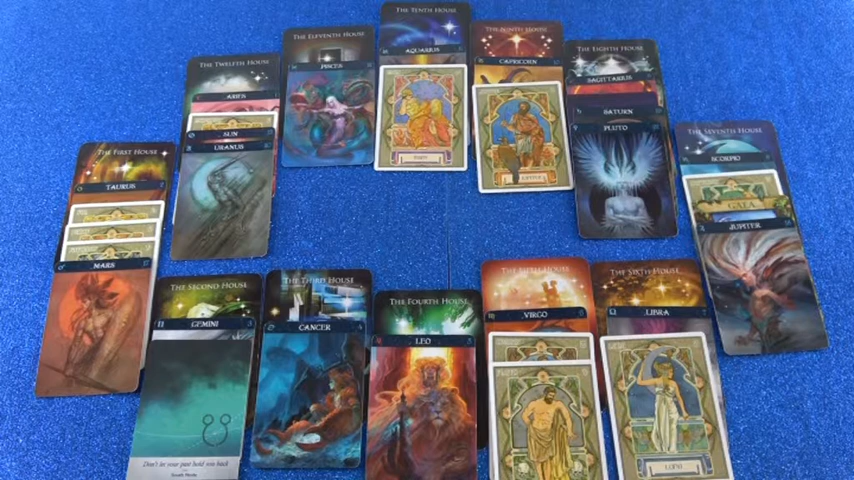 THE TENTH HOUSE
AQUARIUS
THE ELEVENTH HOUSE
PISCES
THE NINTH HOUSE
CAPRICORN
THE EIGHTH HOUSE
SAGITTARIUS
SATURN
PLUTO
THE TWELFTH HOUSE
ARIES
SUN
URANUS
THE SEVENTH HOUSE
SCORPIO
GAEA
JUPITER
THE FIRST HOUSE
TAURUS
MARS
THE SECOND HOUSE
GEMINI
Don't let your past hold you back
South Node
THE THIRD HOUSE
CANCER
THE FOURTH HOUSE
LEO
THE FIFTH HOUSE
VIRGO
PLUTO
THE SIXTH HOUSE
LIBRA